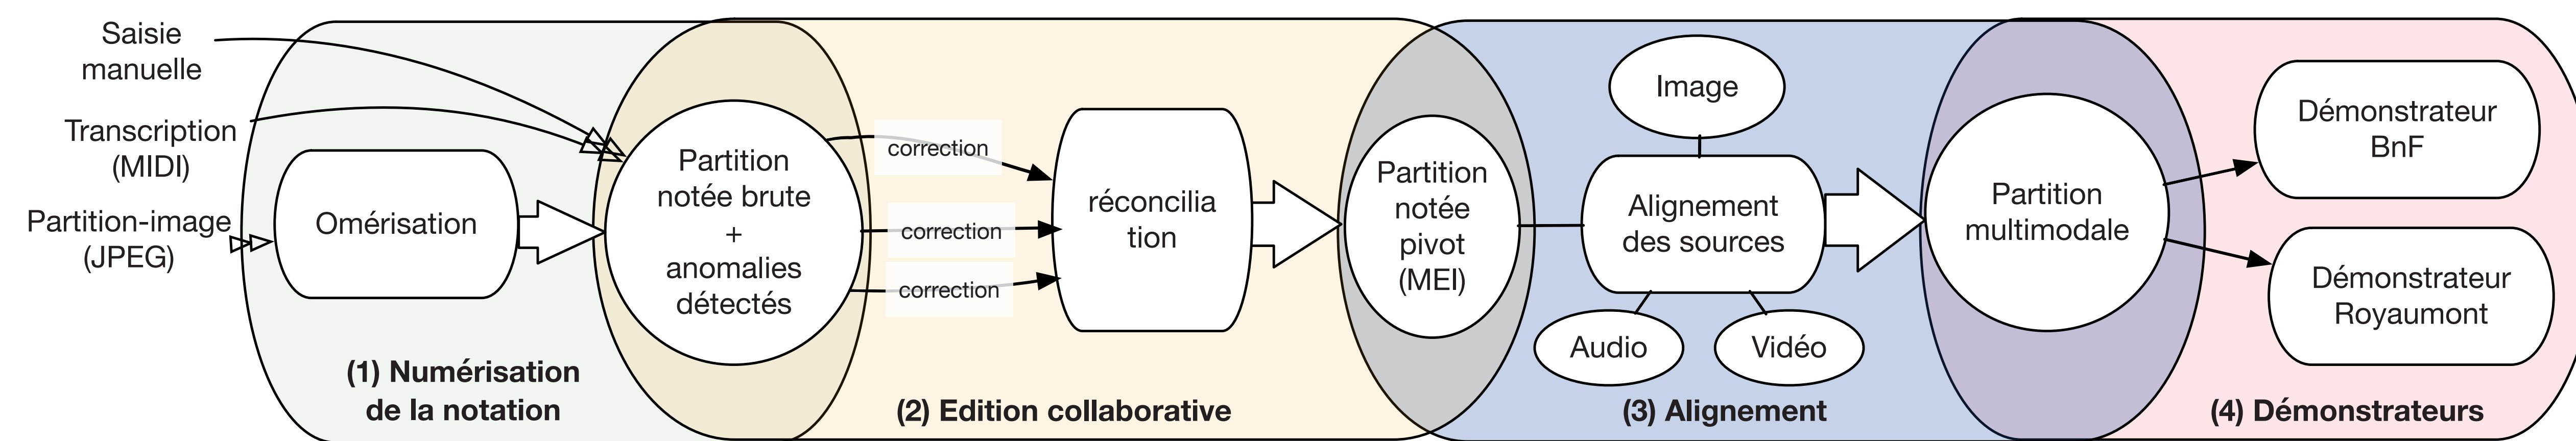 Saisie
manuelle
Transcription
(MIDI)
Partition-image
(JPEG)
Omérisation
(1) Numérisation
de la notation
Partition
notée brute
+
anomalies
détectés
correction
correction
correction
réconcilia
tion
(2) Edition collaborative
Partition
notée
pivot
(MEI)
Image
Alignement
des sources
Audio
Vidéo
(3) Alignement
Partition
multimodale
Démonstrateur
BnF
Démonstrateur
Royaumont
(4) Démonstrateurs